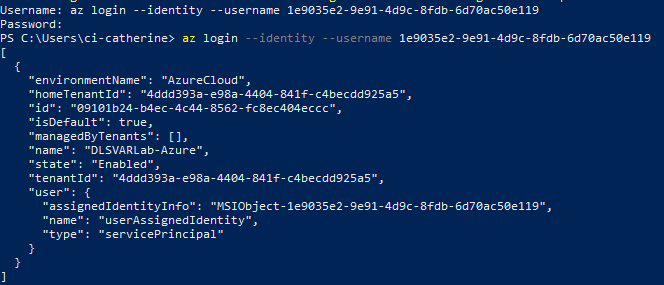 Username: az login --identity --username 1e9035e2-9e91-4d9c-8fdb-6d70ac50e119
Password:
PS C:\Users\ci-catherine> az login --identity --username 1e9035e2-9e91-4d9c-8fdb-6d70ac50e119
[
  {
    "environmentName": "AzureCloud",
    "homeTenantId": "4ddd393a-e98a-4404-841f-c4becdd925a5",
    "id": "09101b24-b4ec-4c44-8562-fc8ec404eccc",
    "isDefault": true,
    "managedByTenants": [],
    "name": "DLSVARLab-Azure",
    "state": "Enabled",
    "tenantId": "4ddd393a-e98a-4404-841f-c4becdd925a5",
    "user": {
      "assignedIdentityInfo": "MSIObject-1e9035e2-9e91-4d9c-8fdb-6d70ac50e119",
      "name": "userAssignedIdentity",
      "type": "servicePrincipal"
    }
  }
]